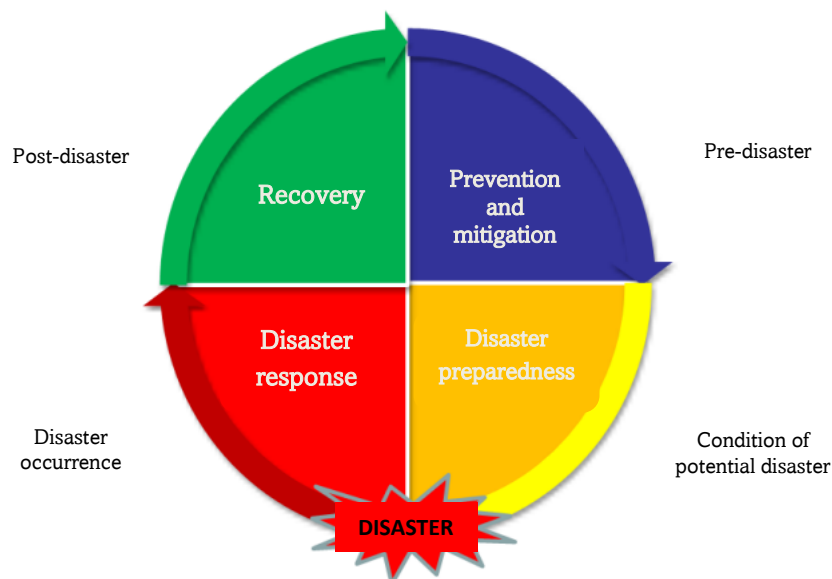 Post-disaster
Recovery
Prevention
and
mitigation
Pre-disaster
Disaster
occurrence
Disaster
response
Disaster
preparedness
Condition of
potential disaster
DISASTER